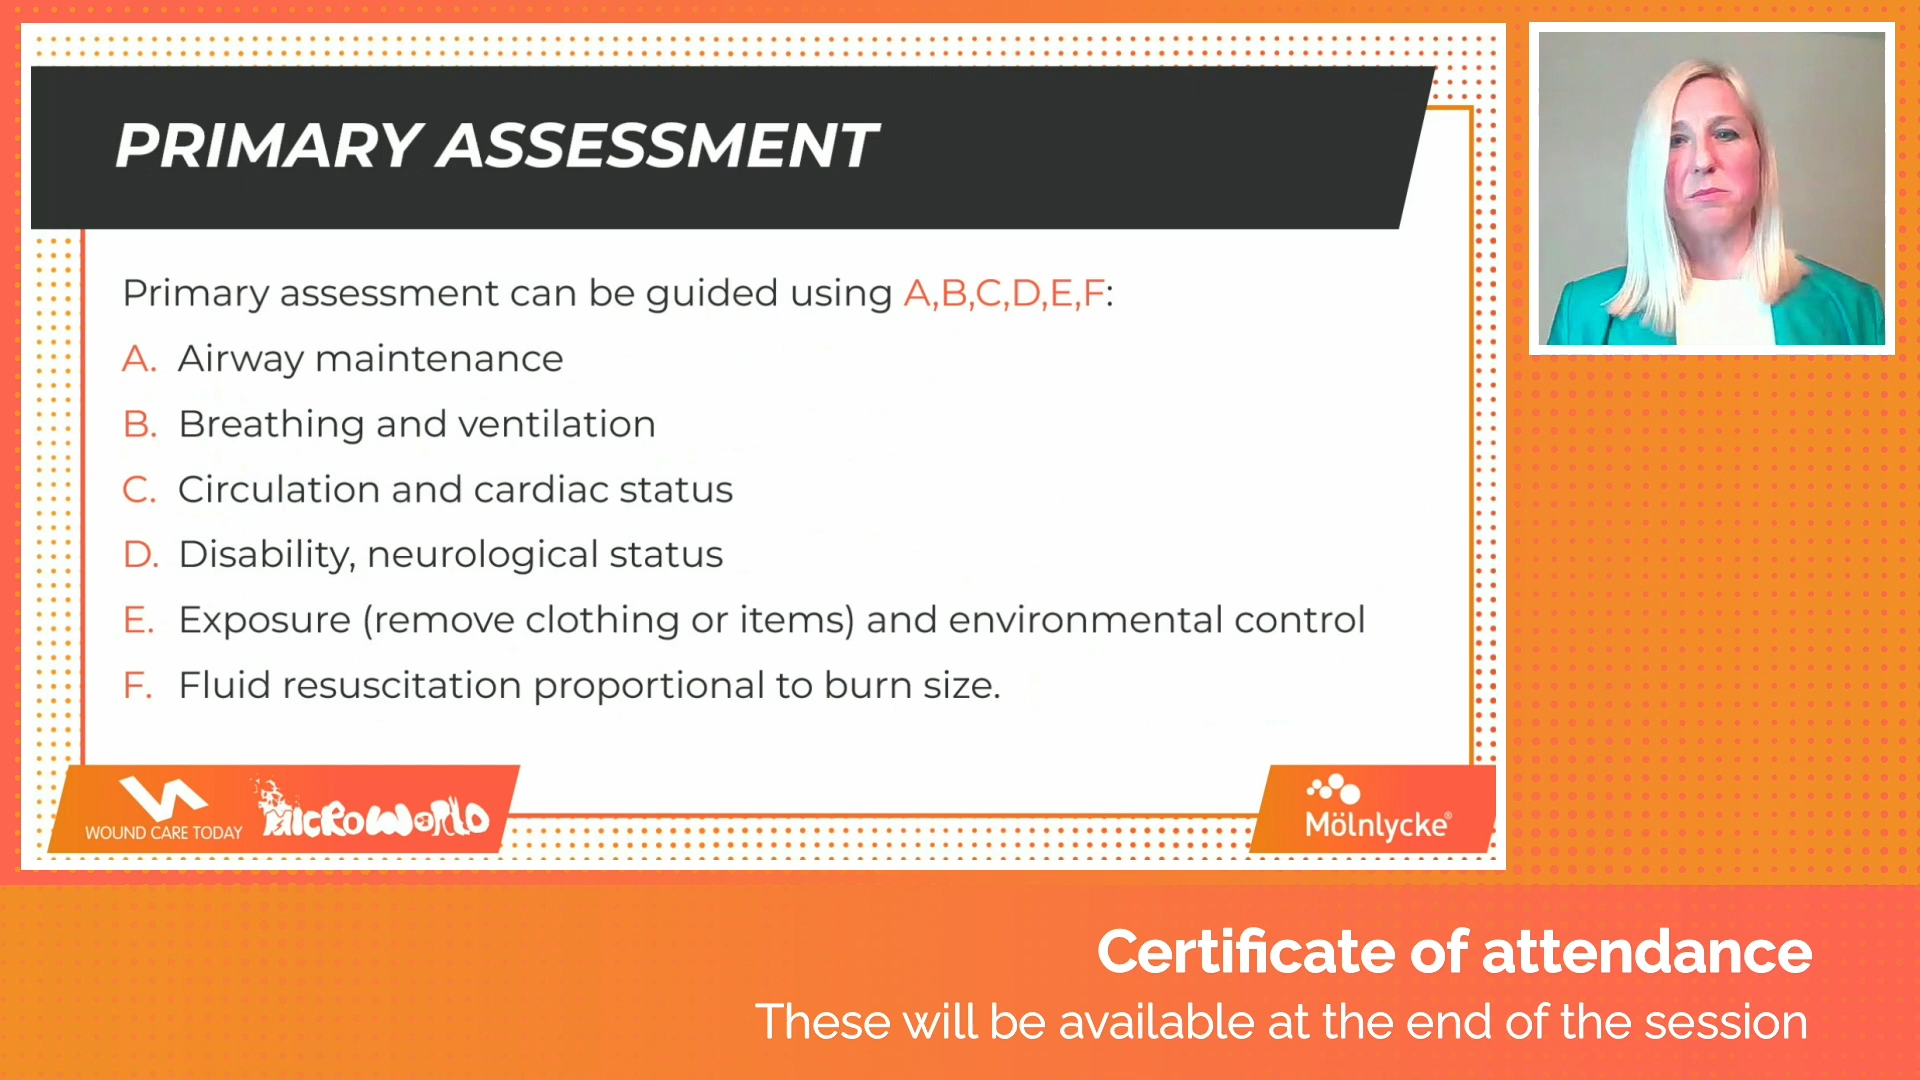 PRIMARY ASSESSMENT
Primary assessment can be guided using A,B,C,D,E,F:
A. Airway maintenance
B. Breathing and ventilation
C. Circulation and cardiac status
D. Disability, neurological status
E. Exposure (remove clothing or items) and environmental control
F. Fluid resuscitation proportional to burn size.
WOUND CARE TODAY
MICROWORLD
Mölnlycke®
Certificate of attendance
These will be available at the end of the session